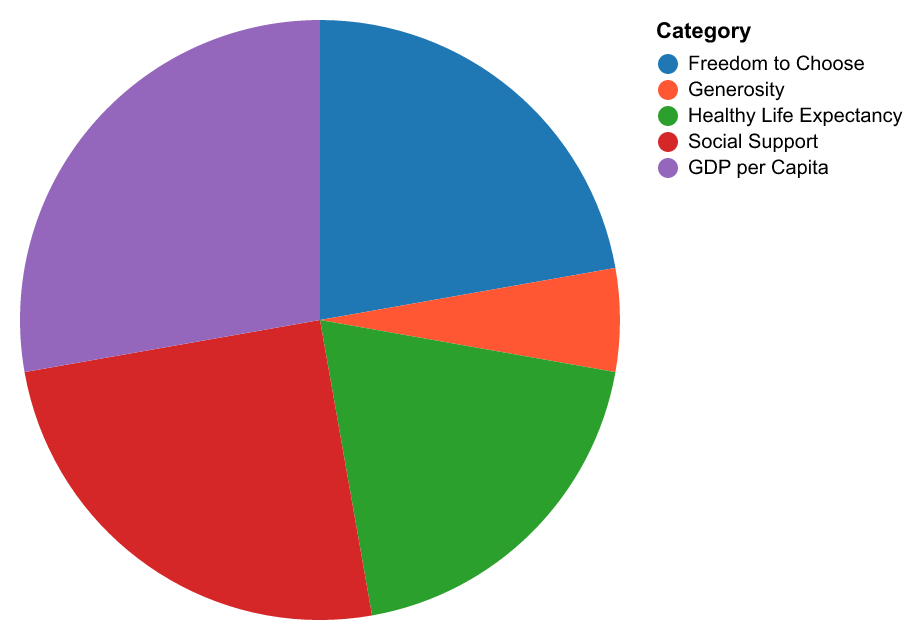 Category
Freedom to Choose
Generosity
Healthy Life Expectancy
Social Support
GDP per Capita